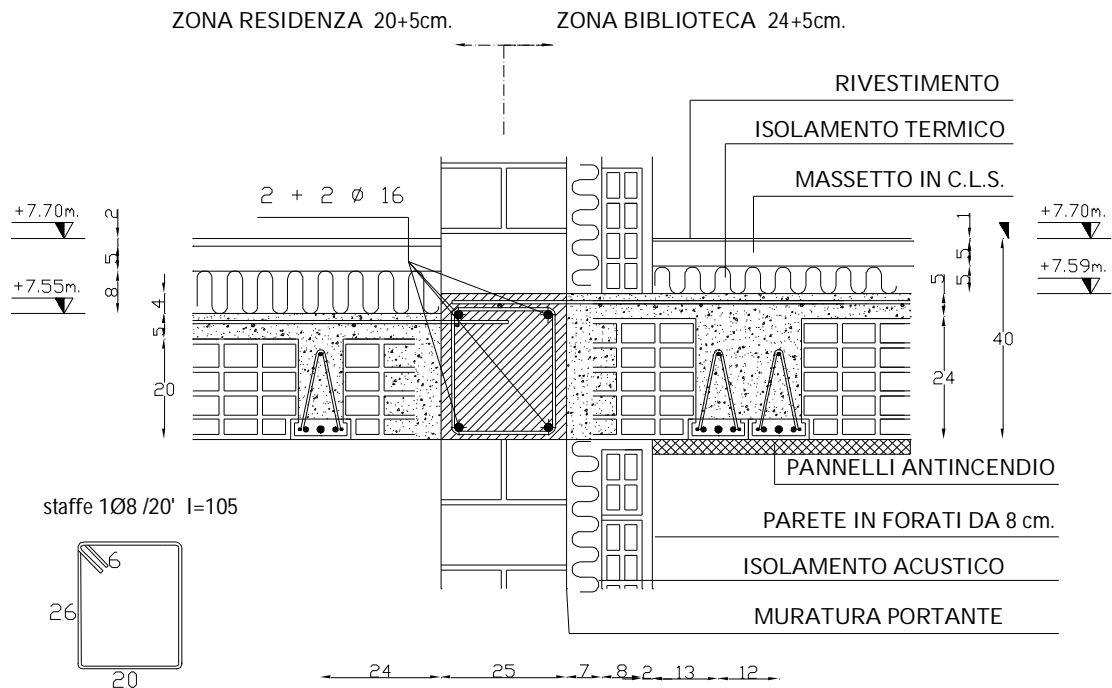 ZONA RESIDENZA 20+5cm.
ZONA BIBLIOTECA 24+5cm.
RIVESTIMENTO
ISOLAMENTO TERMICO
MASSETTO IN C.L.S.
2 + 2 Ø 16
+7.70m.
2
5
8
+7.55m.
4
5
20
1
5
5
5
24
40
+7.70m.
+7.59m.
PANNELLI ANTINCENDIO
PARETE IN FORATI DA 8 cm.
ISOLAMENTO ACUSTICO
MURATURA PORTANTE
staffe 1Ø8 /20' l=105
6
26
20
24
25
7
8
2
13
12